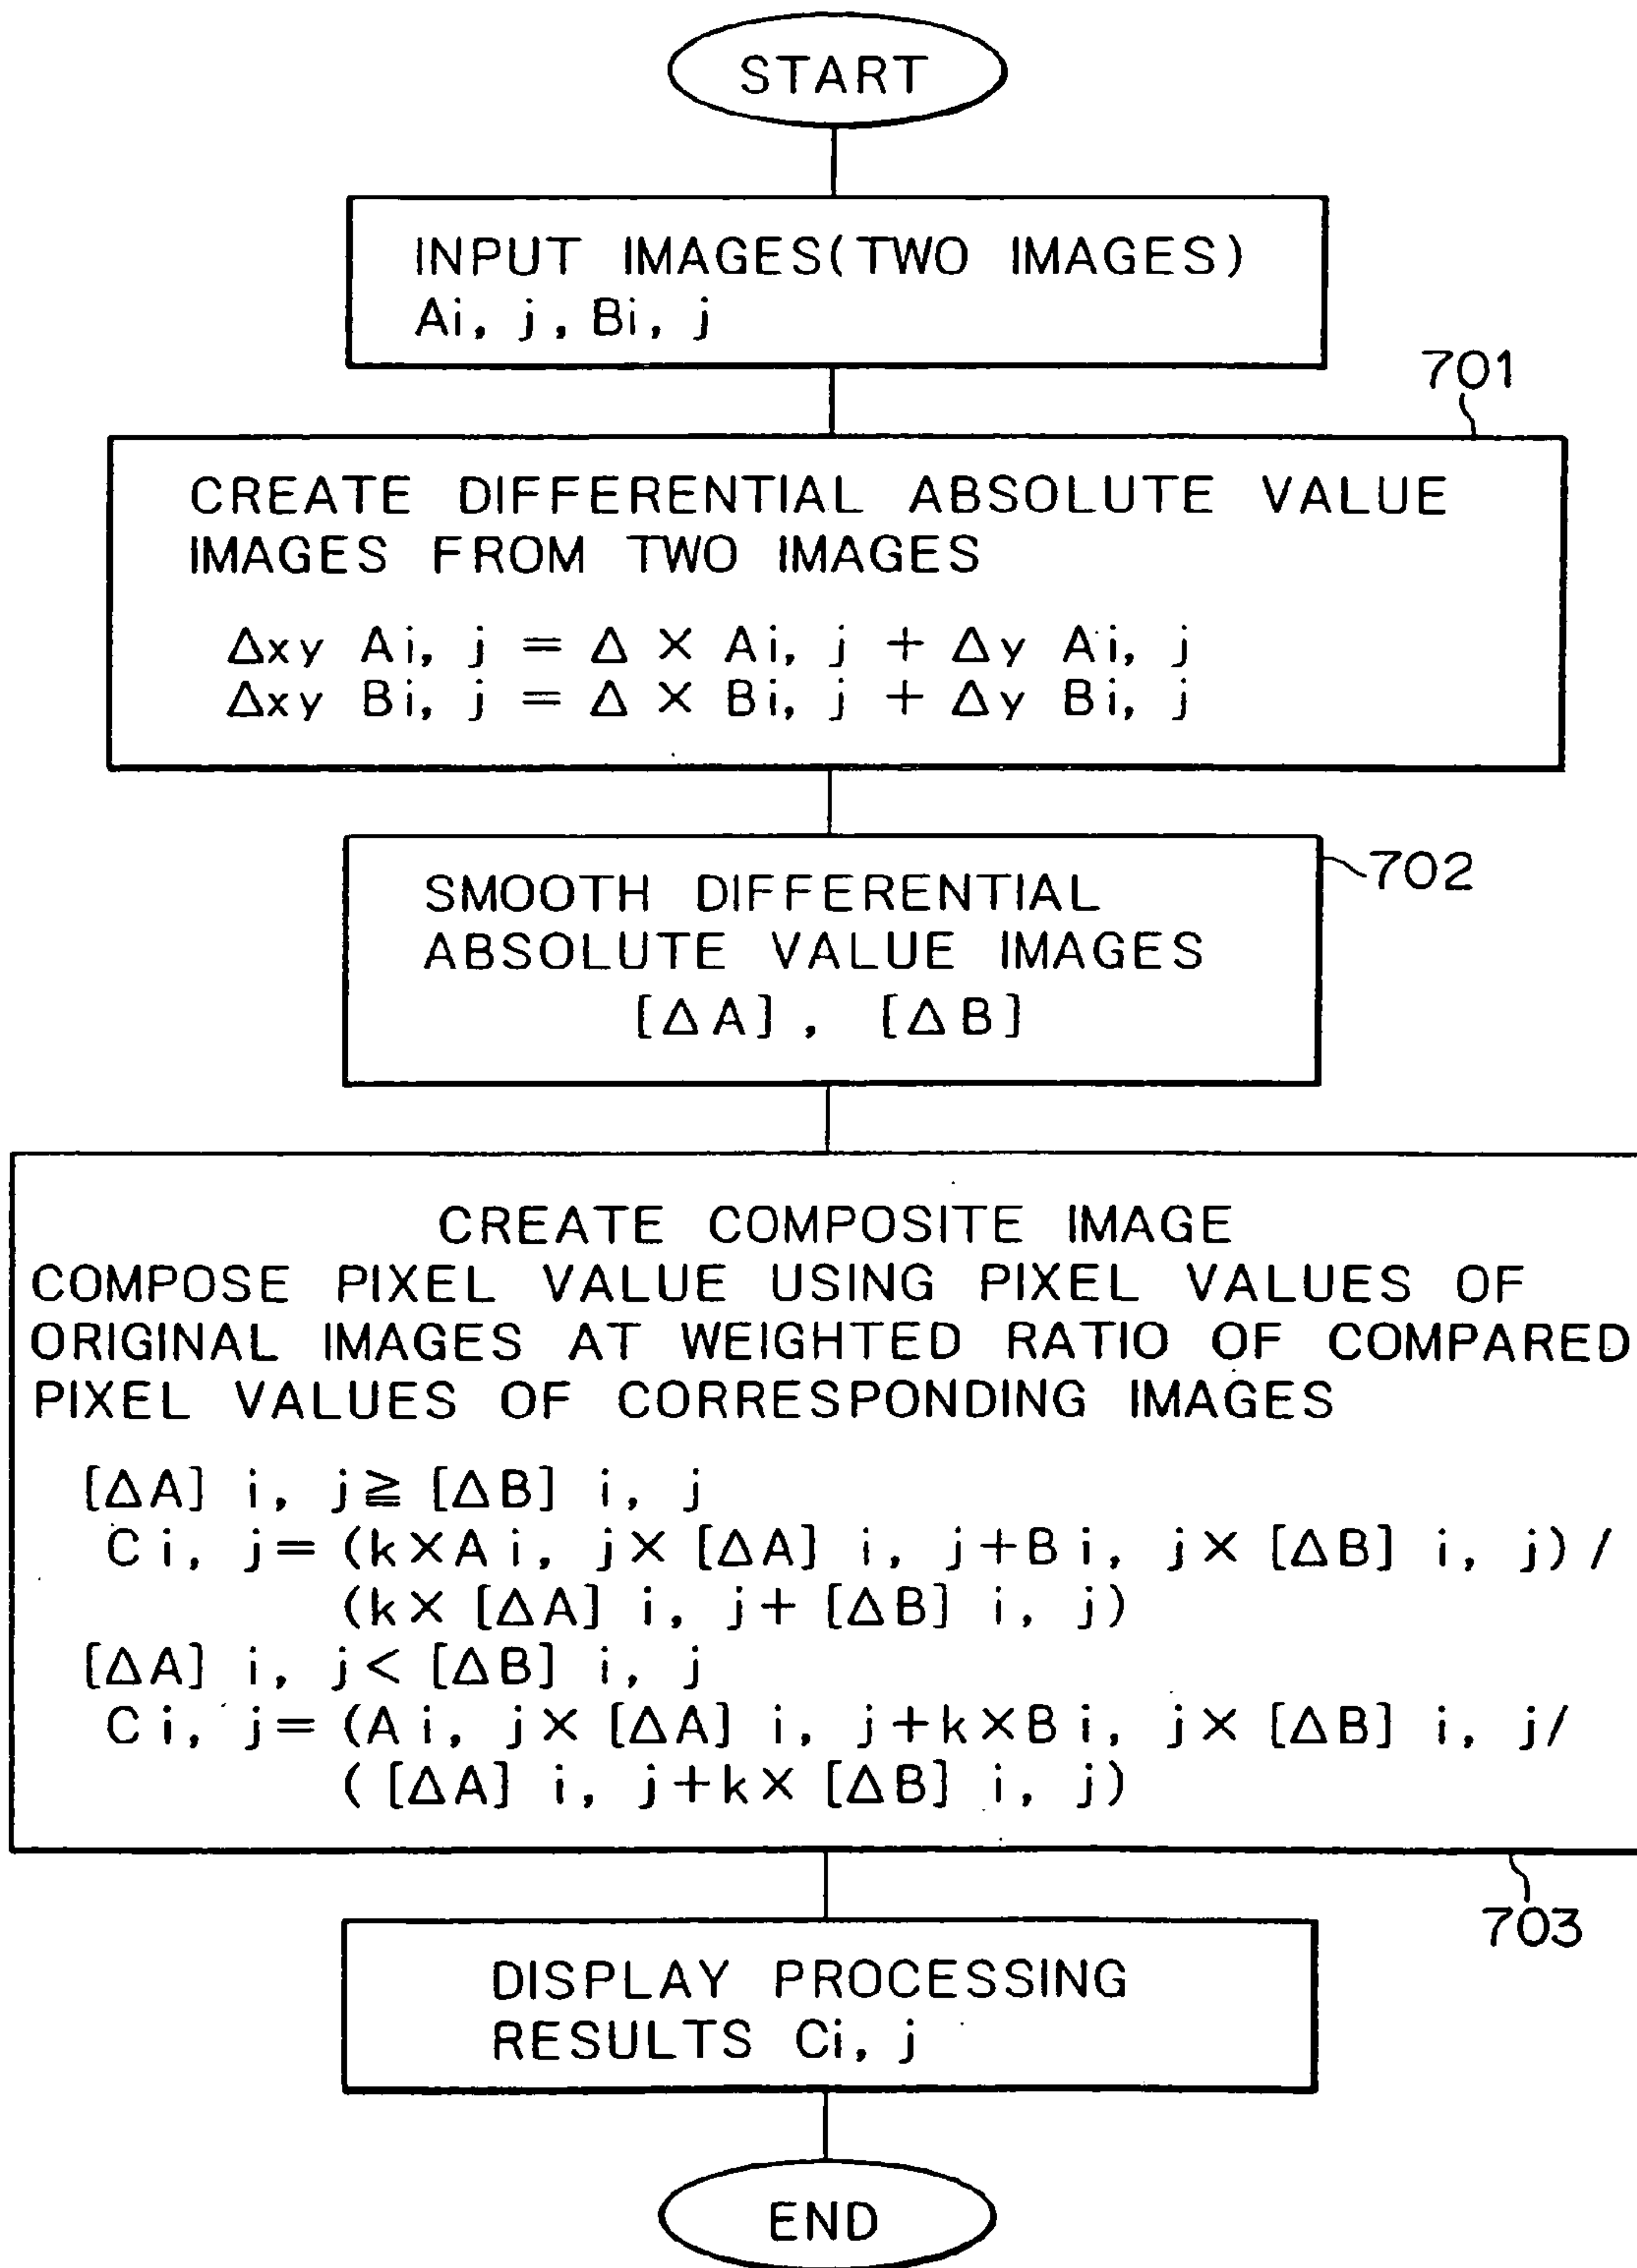 START
INPUT IMAGES(TWO IMAGES)
Ai, j, Bi, j
701
CREATE DIFFERENTIAL ABSOLUTE VALUE
IMAGES FROM TWO IMAGES
Δxy Ai, j = Δ × Ai, j + Δy Ai, j
Δxy Bi, j = Δ × Bi, j + Δy Bi, j
702
SMOOTH DIFFERENTIAL
ABSOLUTE VALUE IMAGES
[ΔA], [ΔB]
CREATE COMPOSITE IMAGE
COMPOSE PIXEL VALUE USING PIXEL VALUES OF
ORIGINAL IMAGES AT WEIGHTED RATIO OF COMPARED
PIXEL VALUES OF CORRESPONDING IMAGES
[ΔA] i, j≧[ΔB] i, j
Ci, j=(k×Ai, j×[ΔA] i, j+Bi, j×[ΔB] i, j)/
(k×[ΔA] i, j+[ΔB] i, j)
[ΔA] i, j<[ΔB] i, j
Ci, j=(Ai, j×[ΔA] i, j+k×Bi, j×[ΔB] i, j/
([ΔA] i, j+k×[ΔB] i, j)
703
DISPLAY PROCESSING
RESULTS Ci, j
END